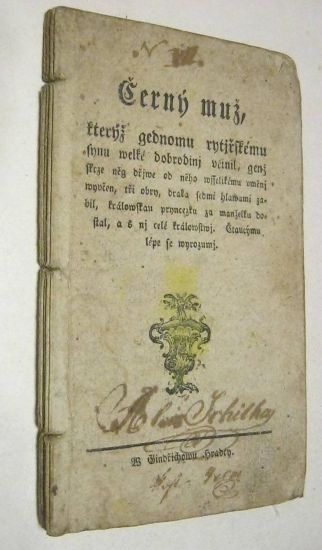 Černý muž,
kterýž gednomu rytjřskému
synu welké dobrodinj včinil, genž
skrze něg dřjwe od něho wsselikému vměnj
wyvčen, tři obry, draka sedmi hlawami za-
bil, králowskau pryncezku za manželku do-
stal, a s nj celé králowstwj. Čtaucýmu
lépe se wyrozumj.
W Gindřichowu Hradcy.